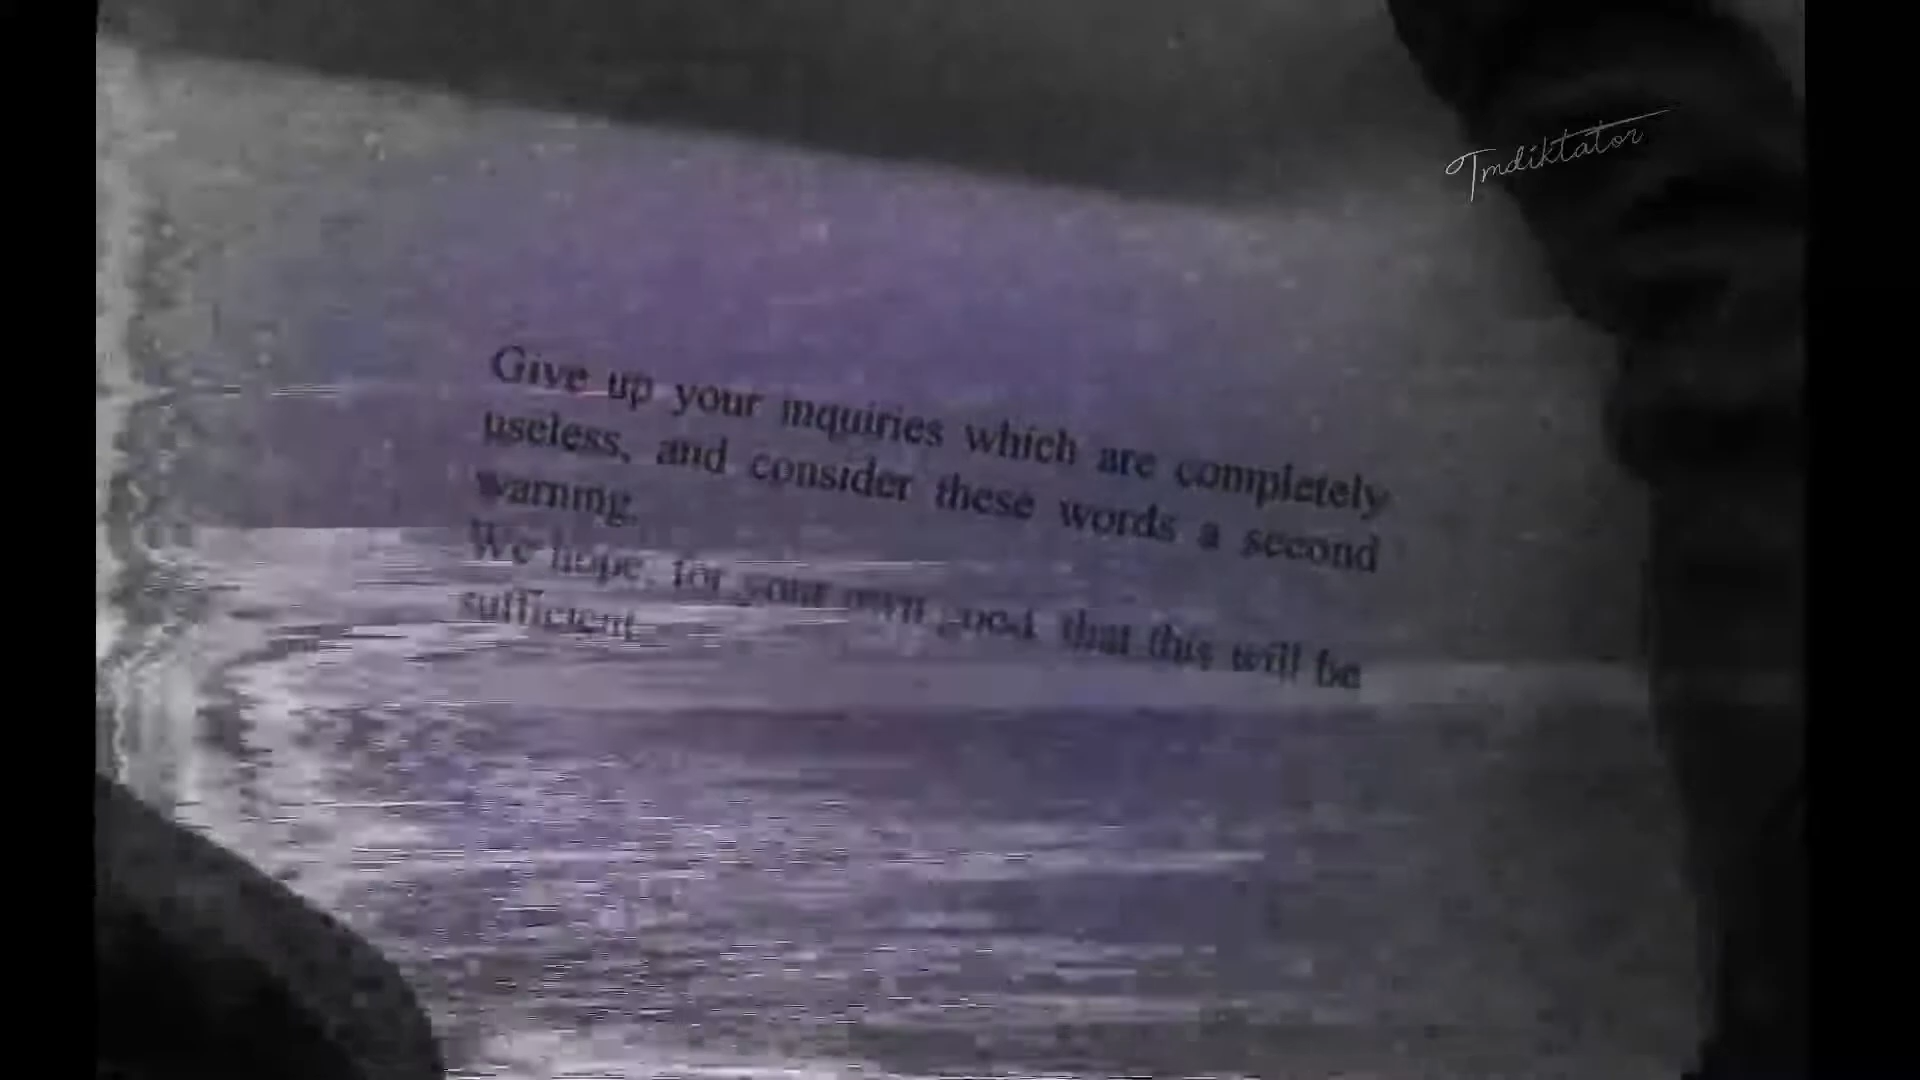 Tmdiktator
Give up your inquiries which are completely
useless, and consider these words a second
warning.
We hope, for your own good, that this will be
sufficient.